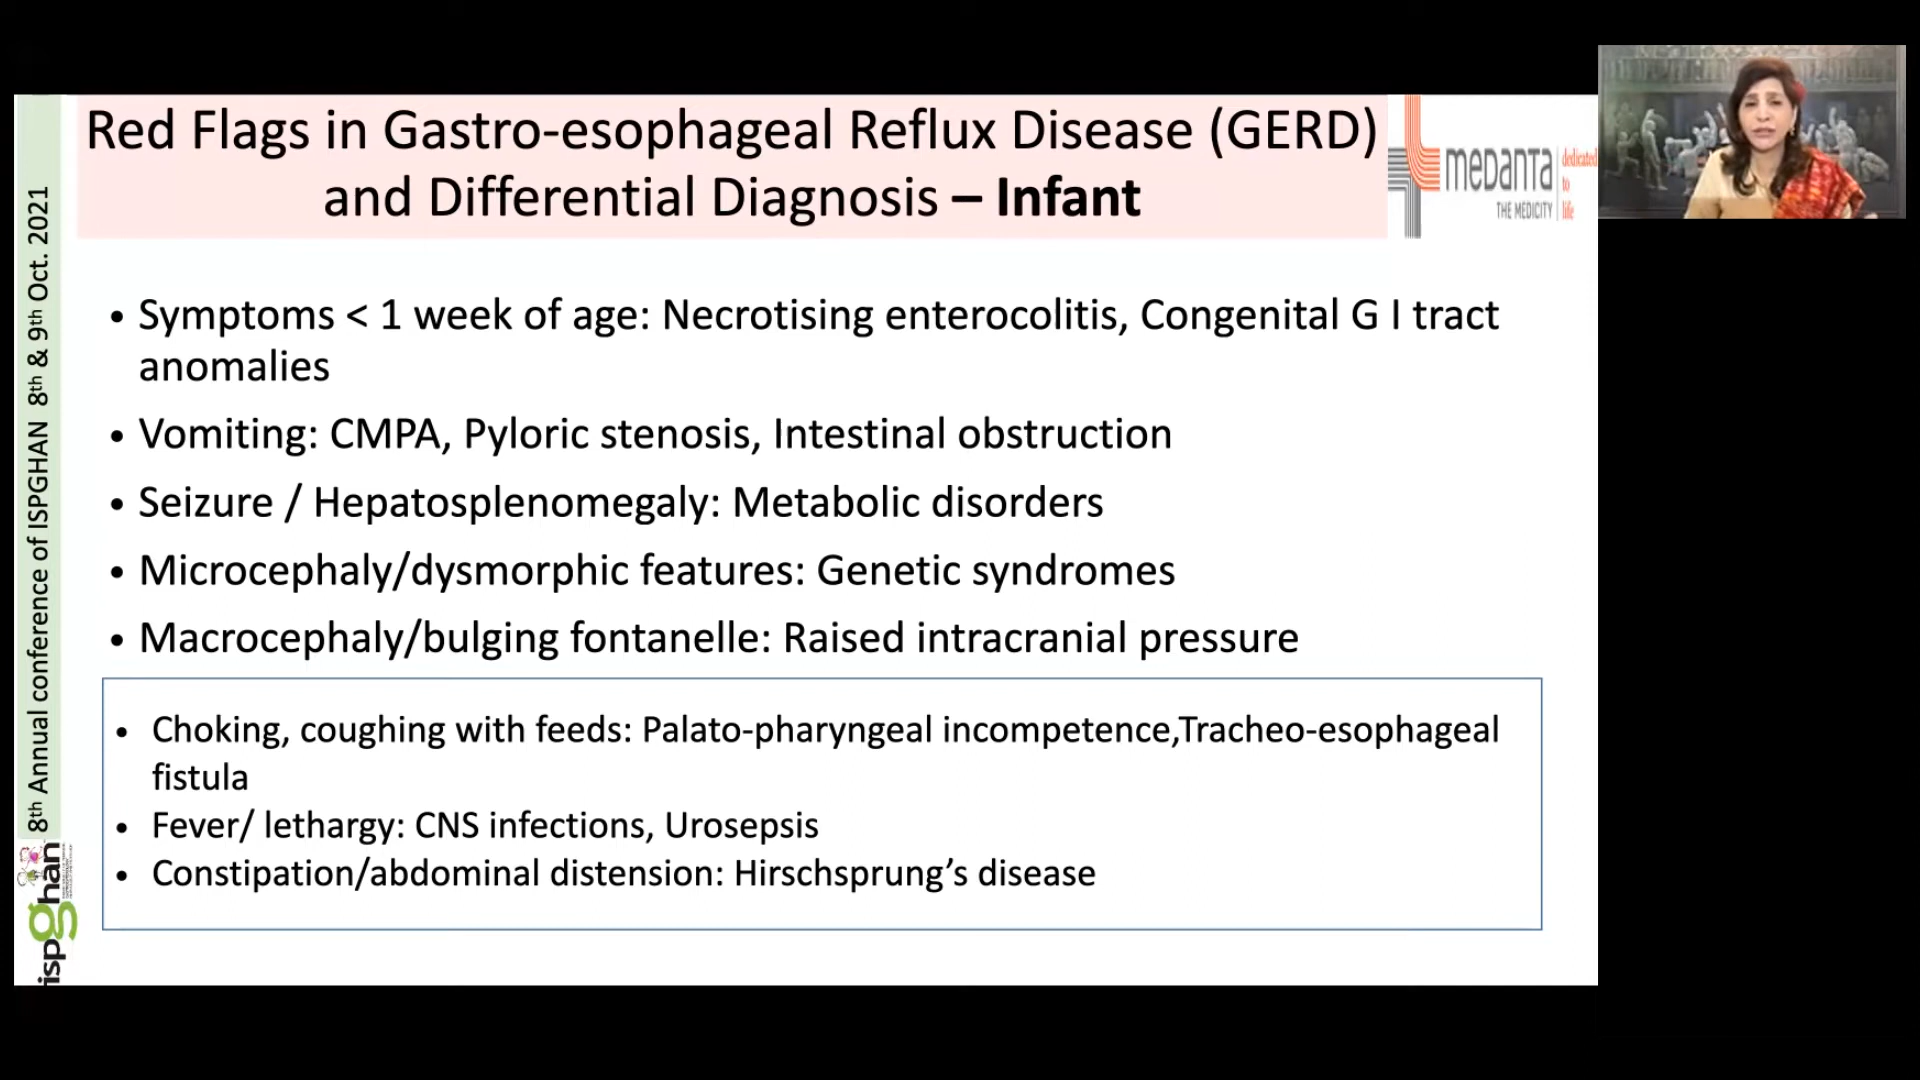 Red Flags in Gastro-esophageal Reflux Disease (GERD)
and Differential Diagnosis – Infant
medanta
THE MEDICITY
dedicated
to
life
• Symptoms < 1 week of age: Necrotising enterocolitis, Congenital G I tract
anomalies
• Vomiting: CMPA, Pyloric stenosis, Intestinal obstruction
• Seizure / Hepatosplenomegaly: Metabolic disorders
• Microcephaly/dysmorphic features: Genetic syndromes
• Macrocephaly/bulging fontanelle: Raised intracranial pressure
• Choking, coughing with feeds: Palato-pharyngeal incompetence,Tracheo-esophageal
fistula
• Fever/ lethargy: CNS infections, Urosepsis
• Constipation/abdominal distension: Hirschsprung’s disease
8th Annual conference of ISPGHAN 8th & 9th Oct. 2021
ispghan